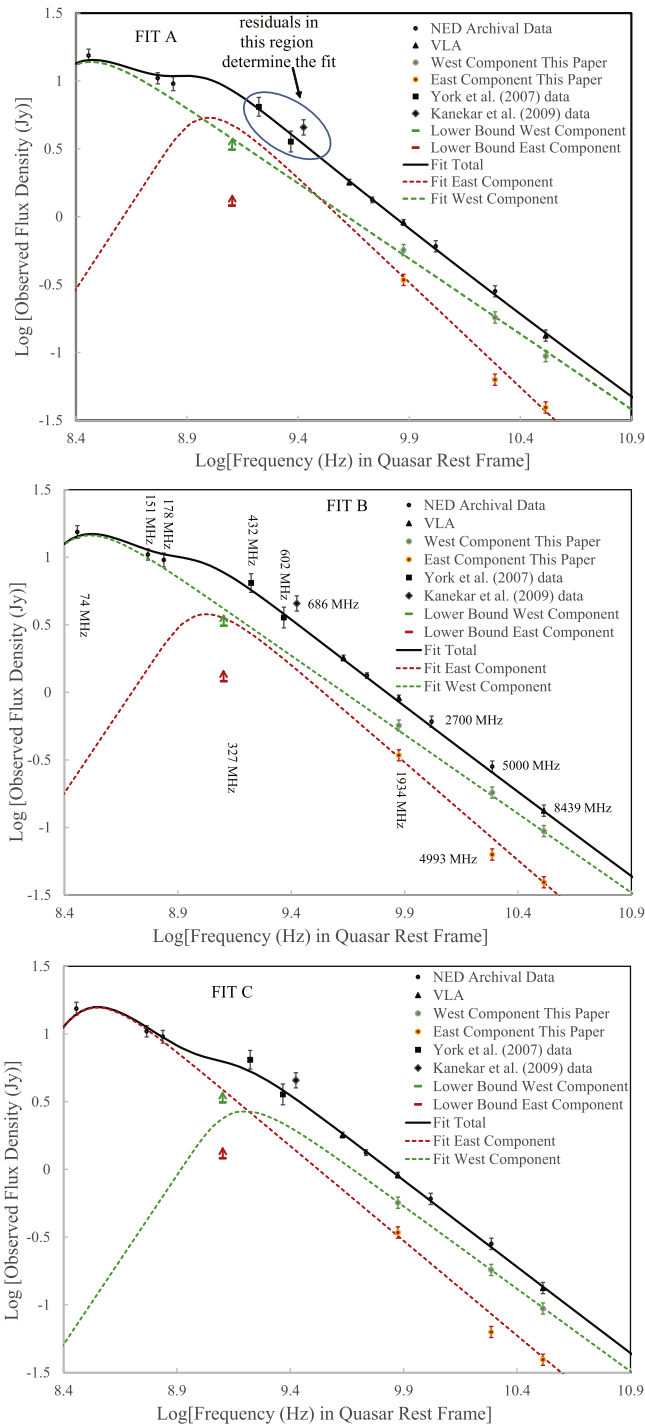 FIT A
residuals in
this region
determine the fit
NED Archival Data
VLA
West Component This Paper
East Component This Paper
York et al. (2007) data
Kanekar et al. (2009) data
Lower Bound West Component
Lower Bound East Component
Fit Total
Fit East Component
Fit West Component
Log [Observed Flux Density (Jy)]
1.5
1
0.5
0
-0.5
-1
-1.5
8.4 8.9 9.4 9.9 10.4 10.9
Log[Frequency (Hz) in Quasar Rest Frame]
FIT B
NED Archival Data
VLA
West Component This Paper
East Component This Paper
York et al. (2007) data
Kanekar et al. (2009) data
Lower Bound West Component
Lower Bound East Component
Fit Total
Fit East Component
Fit West Component
74 MHz
151 MHz
178 MHz
432 MHz
602 MHz
686 MHz
327 MHz
1934 MHz
2700 MHz
5000 MHz
8439 MHz
4993 MHz
Log [Observed Flux Density (Jy)]
1.5
1
0.5
0
-0.5
-1
-1.5
8.4 8.9 9.4 9.9 10.4 10.9
Log[Frequency (Hz) in Quasar Rest Frame]
FIT C
NED Archival Data
VLA
West Component This Paper
East Component This Paper
York et al. (2007) data
Kanekar et al. (2009) data
Lower Bound West Component
Lower Bound East Component
Fit Total
Fit East Component
Fit West Component
Log [Observed Flux Density (Jy)]
1.5
1
0.5
0
-0.5
-1
-1.5
8.4 8.9 9.4 9.9 10.4 10.9
Log[Frequency (Hz) in Quasar Rest Frame]